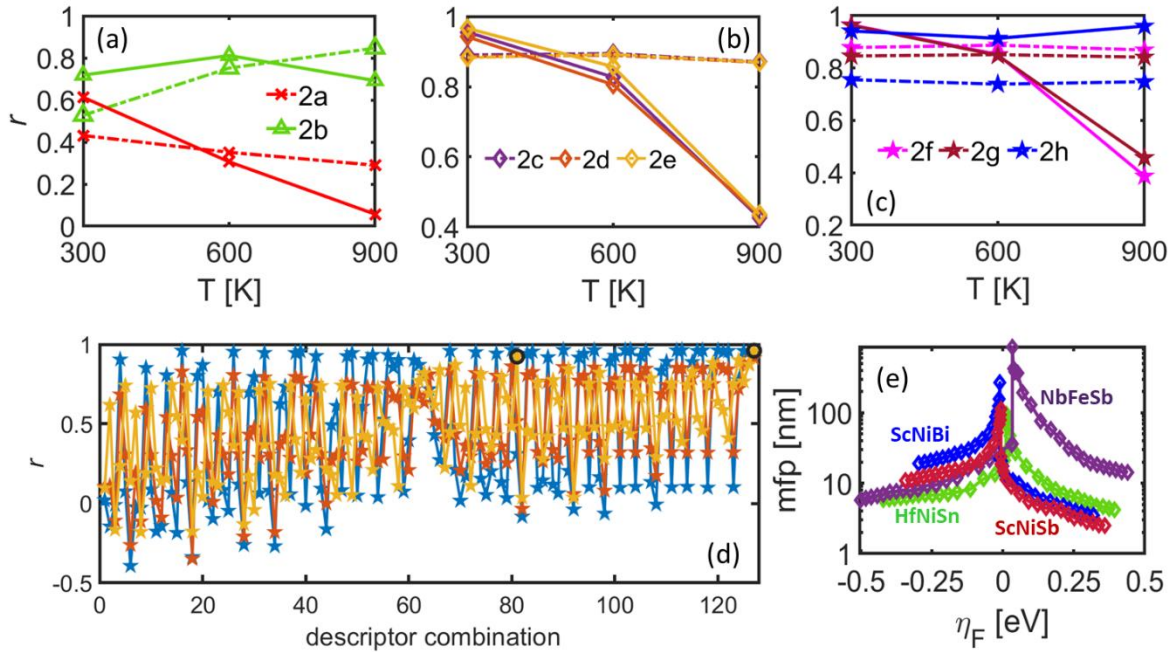 (a)
r
1
0.8
0.6
0.4
0.2
0
2a
2b
300 600 900
T [K]
(b)
1
0.8
0.6
0.4
2c 2d 2e
300 600 900
T [K]
(c)
1
0.8
0.6
0.4
0.2
2f 2g 2h
300 600 900
T [K]
(d)
r
1
0.5
0
-0.5
0 20 40 60 80 100 120
descriptor combination
(e)
mfp [nm]
100
10
1
NbFeSb
ScNiBi
HfNiSn
ScNiSb
-0.5 -0.25 0 0.25 0.5
η_F [eV]